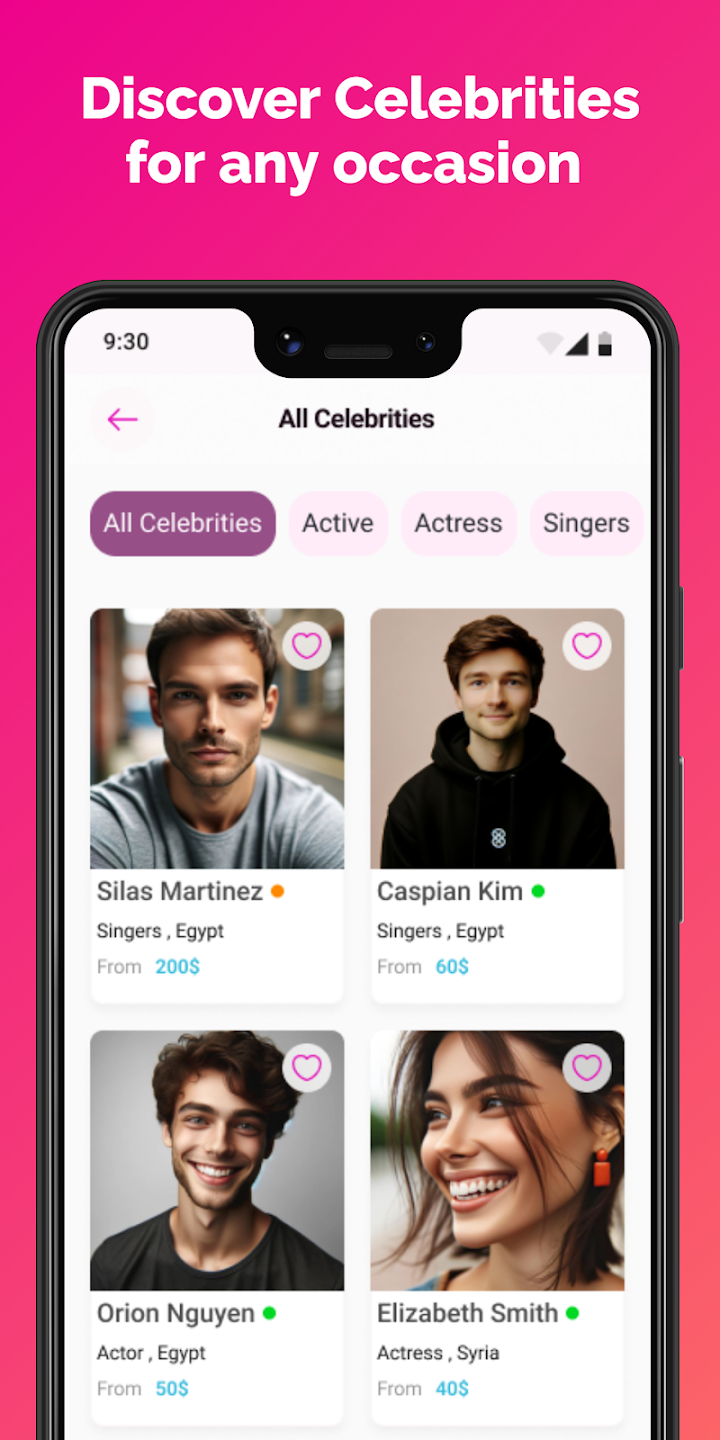 Discover Celebrities
for any occasion
9:30
All Celebrities
All Celebrities
Active
Actress
Singers
Silas Martinez
Singers , Egypt
From 200$
Caspian Kim
Singers , Egypt
From 60$
Orion Nguyen
Actor , Egypt
From 50$
Elizabeth Smith
Actress , Syria
From 40$